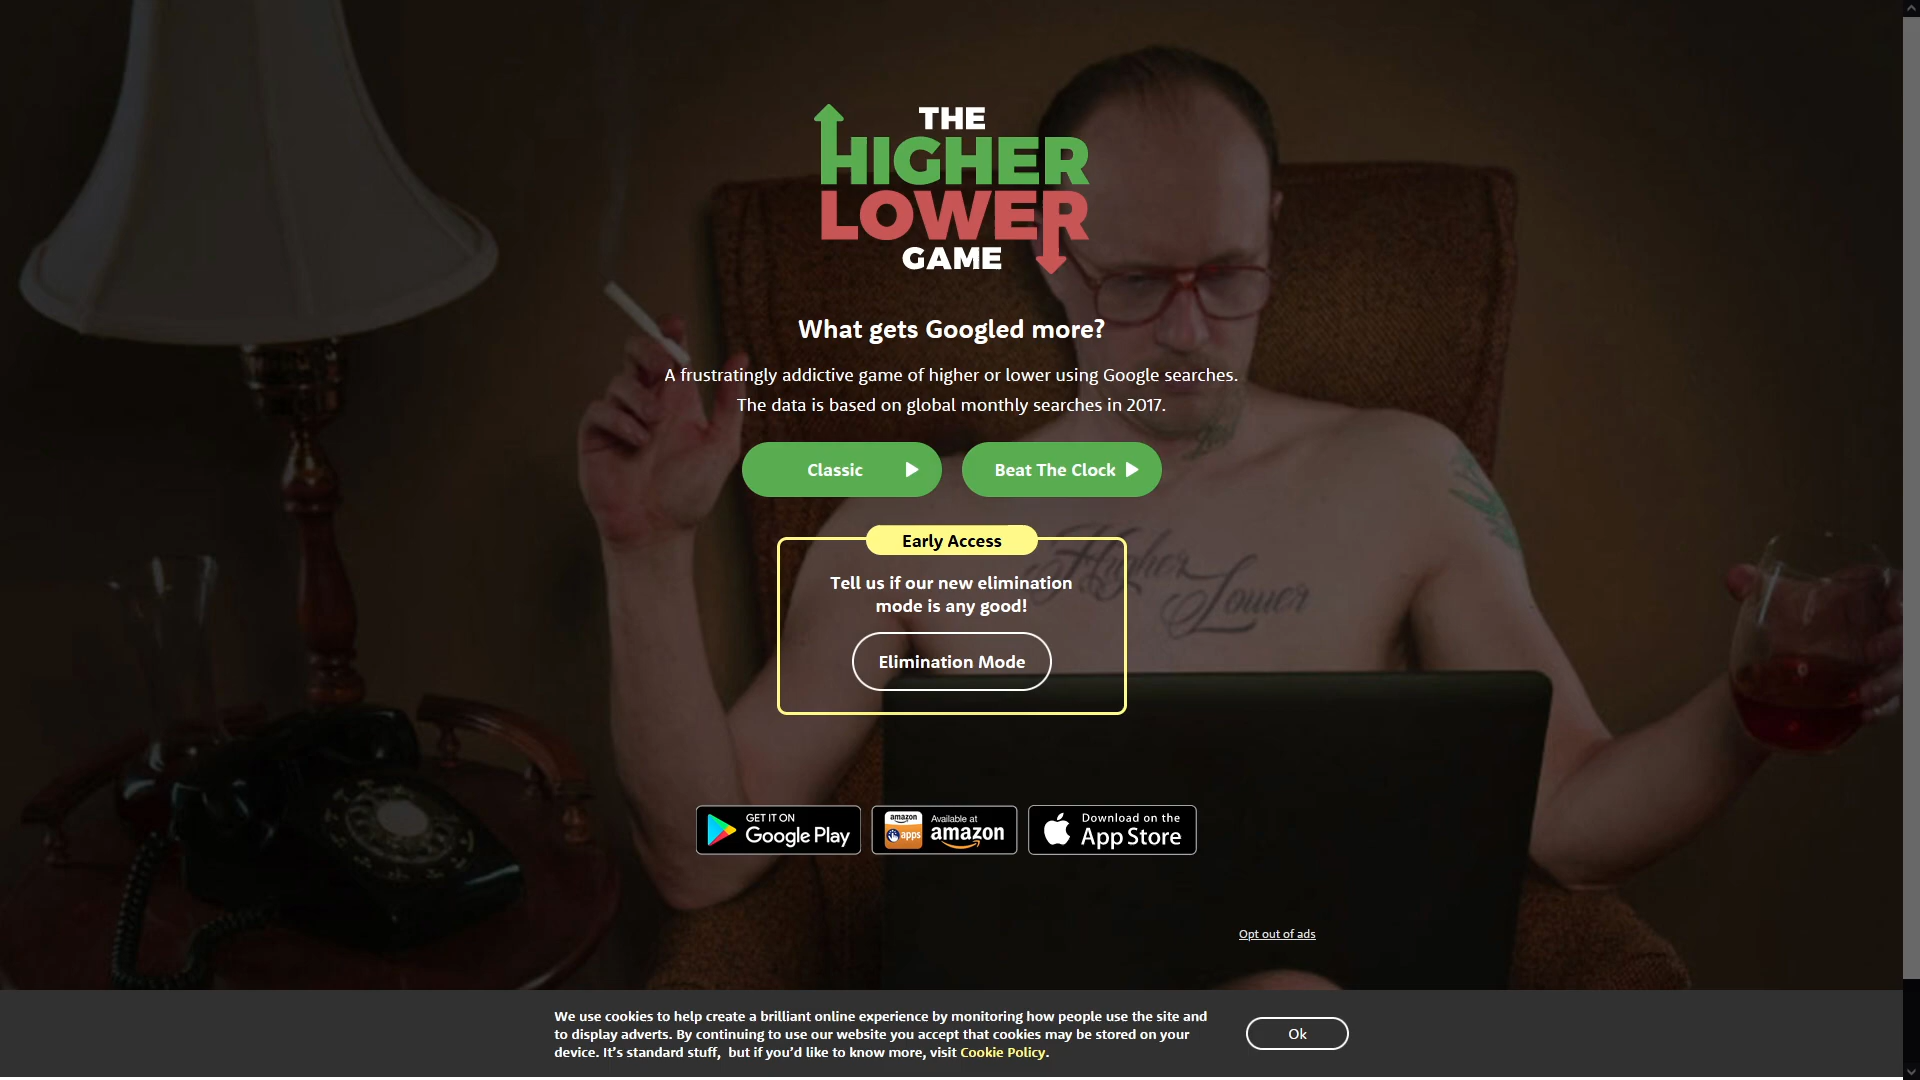 THE
HIGHER
LOWER
GAME
What gets Googled more?
A frustratingly addictive game of higher or lower using Google searches.
The data is based on global monthly searches in 2017.
Classic
Beat The Clock
Early Access
Tell us if our new elimination
mode is any good!
Higher
Lower
Elimination Mode
GET IT ON
Google Play
amazon
apps
Available at
amazon
Download on the
App Store
Opt out of ads
We use cookies to help create a brilliant online experience by monitoring how people use the site and
to display adverts. By continuing to use our website you accept that cookies may be stored on your
device. It's standard stuff,  but if you'd like to know more, visit Cookie Policy.
Ok